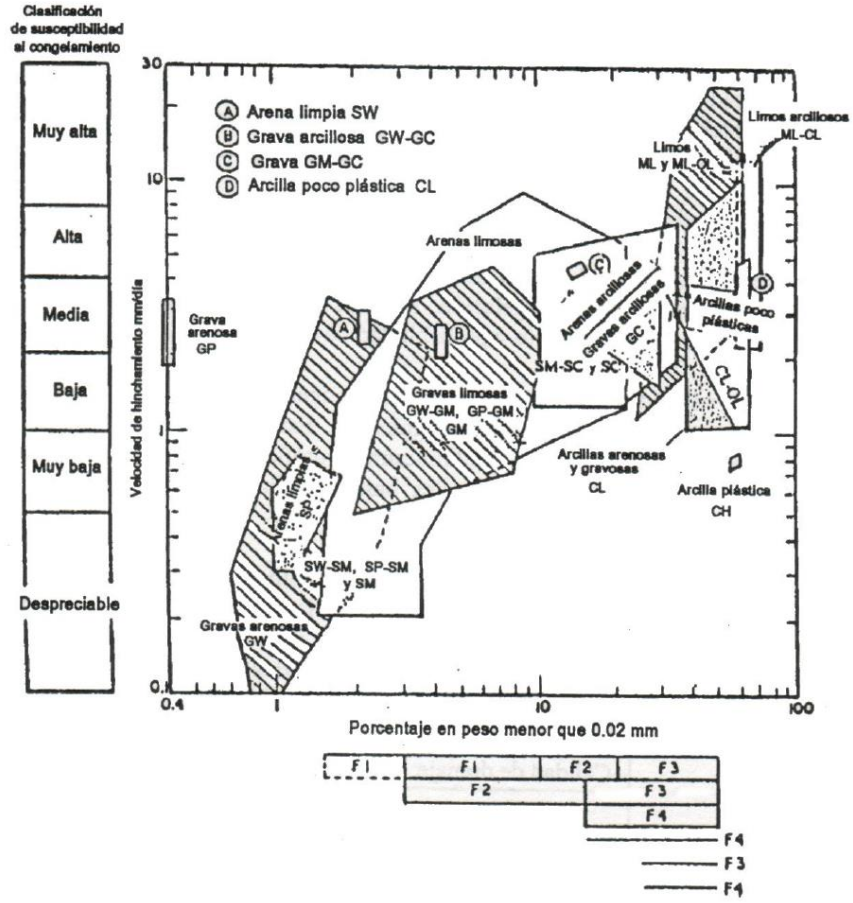 Clasificación
de susceptibilidad
al congelamiento
Muy alta
Alta
Media
Baja
Muy baja
Despreciable
Velocidad de hinchamiento mm/día
30
10
1
0.1
A Arena limpia SW
B Grava arcillosa GW-GC
C Grava GM-GC
D Arcilla poco plástica CL
Limos arcillosos
ML-CL
Limos
ML y ML-OL
Arenas limosas
C
D
Grava
arenosa
GP
A
B
Arenas arcillosas
Gravas arcillosas
GC
Arcillas poco
plásticas
SM-SC y SC
CL-OL
Gravas limosas
GW-GM, GP-GM
GM
Arcillas arenosas
y gravosas
CL
Arcilla plástica
CH
Arenas limpias
SP
SW-SM, SP-SM
y SM
Gravas arenosas
GW
0.4 1 10 100
Porcentaje en peso menor que 0.02 mm
F1 F1 F2 F3
F2 F3
F4
F4
F3
F4